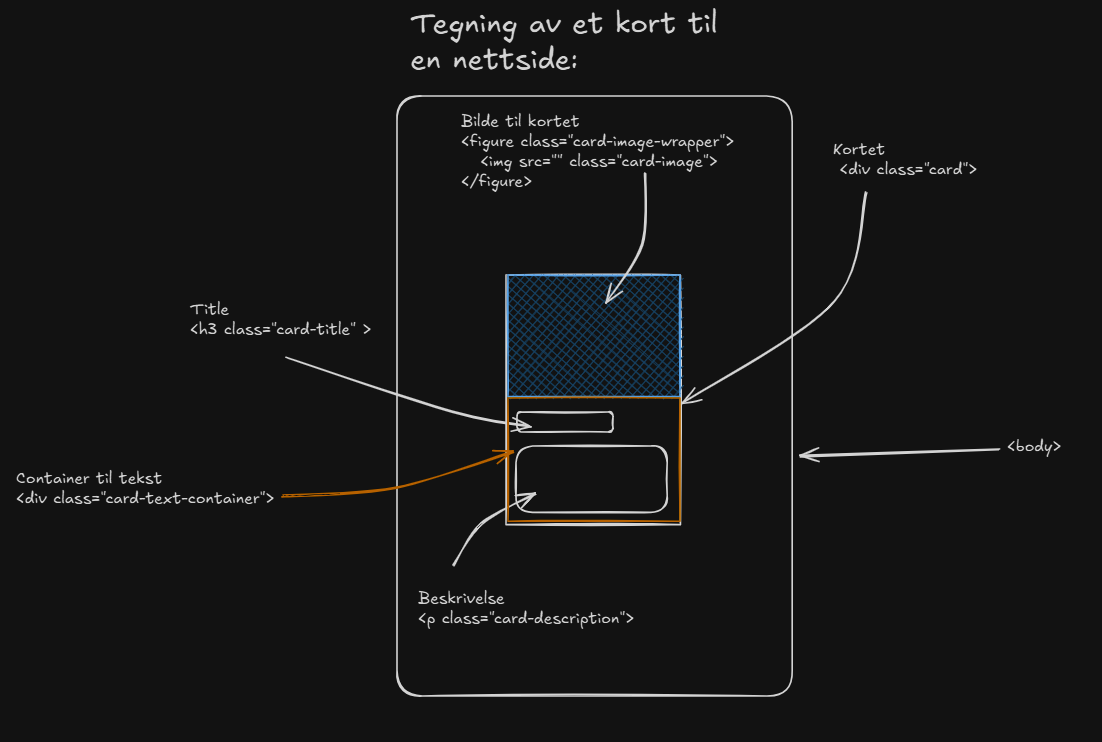 Tegning av et kort til
en nettside:
Bilde til kortet
<figure class="card-image-wrapper">
<img src="" class="card-image">
</figure>
Kortet
<div class="card">
Title
<h3 class="card-title" >
<body>
Container til tekst
<div class="card-text-container">
Beskrivelse
<p class="card-description">